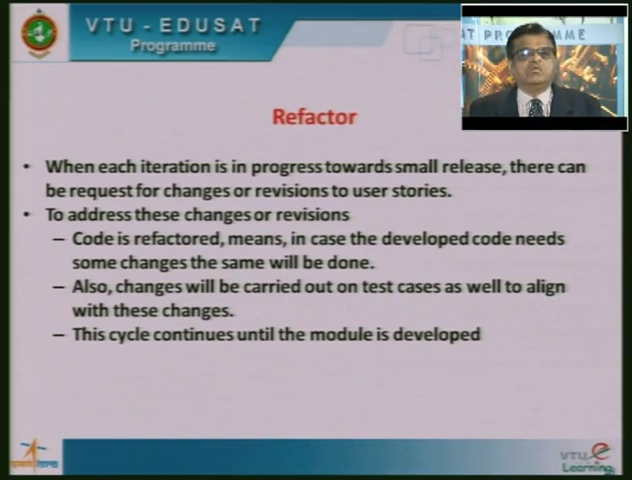 VTU - EDUSAT
Programme
AT PROGRAMME
Refactor
• When each iteration is in progress towards small release, there can
be request for changes or revisions to user stories.
• To address these changes or revisions
– Code is refactored, means, in case the developed code needs
some changes the same will be done.
– Also, changes will be carried out on test cases as well to align
with these changes.
– This cycle continues until the module is developed
VTU e
Learning